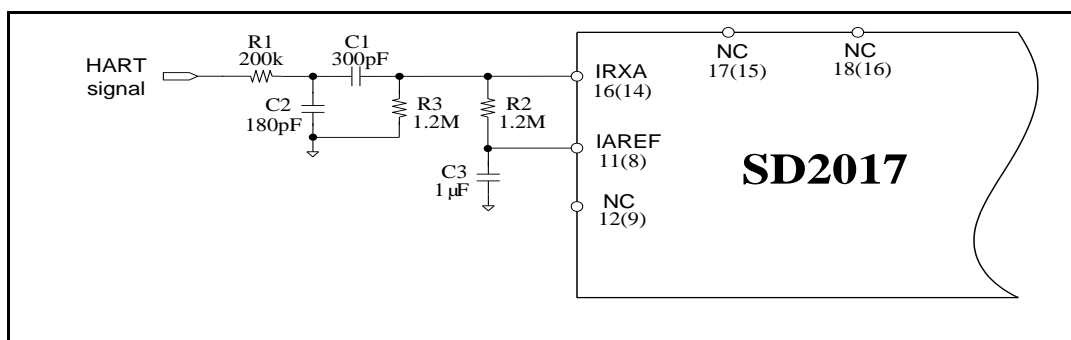 HART
signal
R1
200k
C1
300pF
C2
180pF
R3
1.2M
R2
1.2M
C3
1 µF
IRXA
16(14)
IAREF
11(8)
NC
12(9)
NC
17(15)
NC
18(16)
SD2017